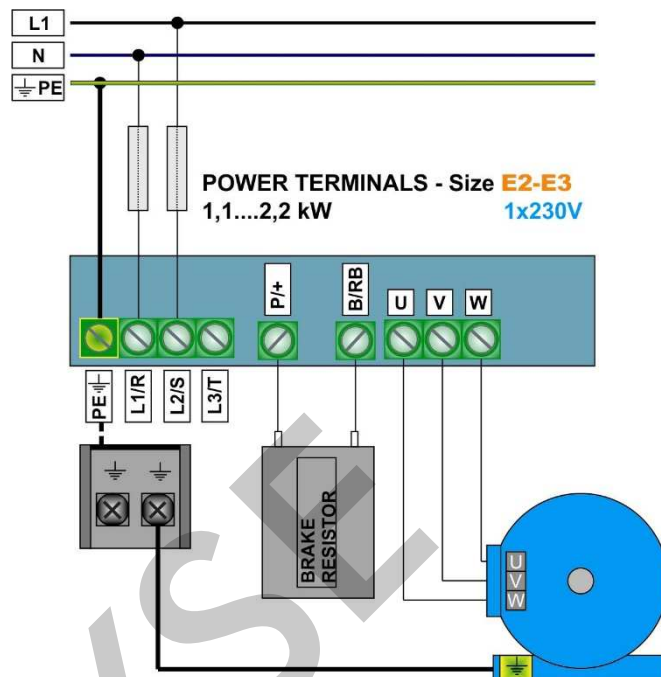 L1
N
PE
POWER TERMINALS - Size E2-E3
1,1....2,2 kW 1x230V
P/+
B/RB
U
V
W
PE
L1/R
L2/S
L3/T
BRAKE
RESISTOR
U
V
W
YSE